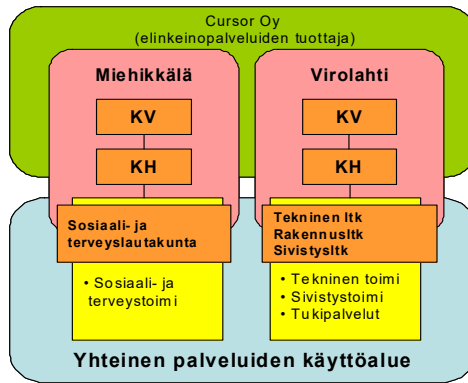 Cursor Oy
(elinkeinopalveluiden tuottaja)
Miehikkälä
KV
KH
Sosiaali- ja
terveyslautakunta
• Sosiaali- ja
terveystoimi
Virolahti
KV
KH
Tekninen ltk
Rakennusltk
Sivistysltk
• Tekninen toimi
• Sivistystoimi
• Tukipalvelut
Yhteinen palveluiden käyttöalue